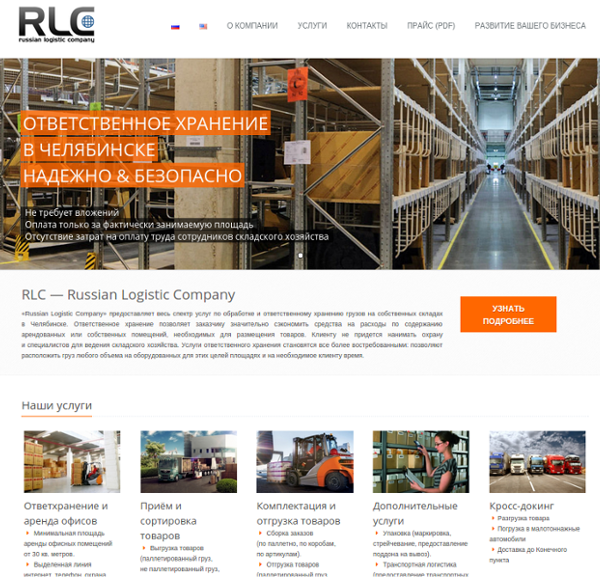 RLC
russian logistic company
О КОМПАНИИ УСЛУГИ КОНТАКТЫ ПРАЙС (PDF) РАЗВИТИЕ ВАШЕГО БИЗНЕСА
ОТВЕТСТВЕННОЕ ХРАНЕНИЕ
В ЧЕЛЯБИНСКЕ
НАДЕЖНО & БЕЗОПАСНО
Не требует вложений
Оплата только за фактически занимаемую площадь
Отсутствие затрат на оплату труда сотрудников складского хозяйства
RLC — Russian Logistic Company
«Russian Logistic Company» предоставляет весь спектр услуг по обработке и ответственному хранению грузов на собственных складах
в Челябинске. Ответственное хранение позволяет заказчику значительно сэкономить средства на расходы по содержанию
арендованных или собственных помещений, необходимых для размещения товаров. Клиенту не придется нанимать охрану
и специалистов для ведения складского хозяйства. Услуги ответственного хранения становятся все более востребованными: позволяют
расположить груз любого объема на оборудованных для этих целей площадях и на необходимое клиенту время.
УЗНАТЬ
ПОДРОБНЕЕ
Наши услуги
Ответхранение и
аренда офисов
Минимальная площадь
аренды офисных помещений
от 30 кв. метров.
Выделенная линия
интернет, телефон, охрана
Приём и
сортировка
товаров
Выгрузка товаров
(паллетированный груз,
не паллетированный груз,
Комплектация и
отгрузка товаров
Сборка заказов
(по паллетно, по коробам,
по артикулам).
Отгрузка товаров
(паллетированный груз,
Дополнительные
услуги
Упаковка (маркировка,
стрейчевание, предоставление
поддона на вывоз).
Транспортная логистика
(предоставление транспортных
Кросс-докинг
Разгрузка товара
Погрузка в малотоннажные
автомобили
Доставка до Конечного
пункта